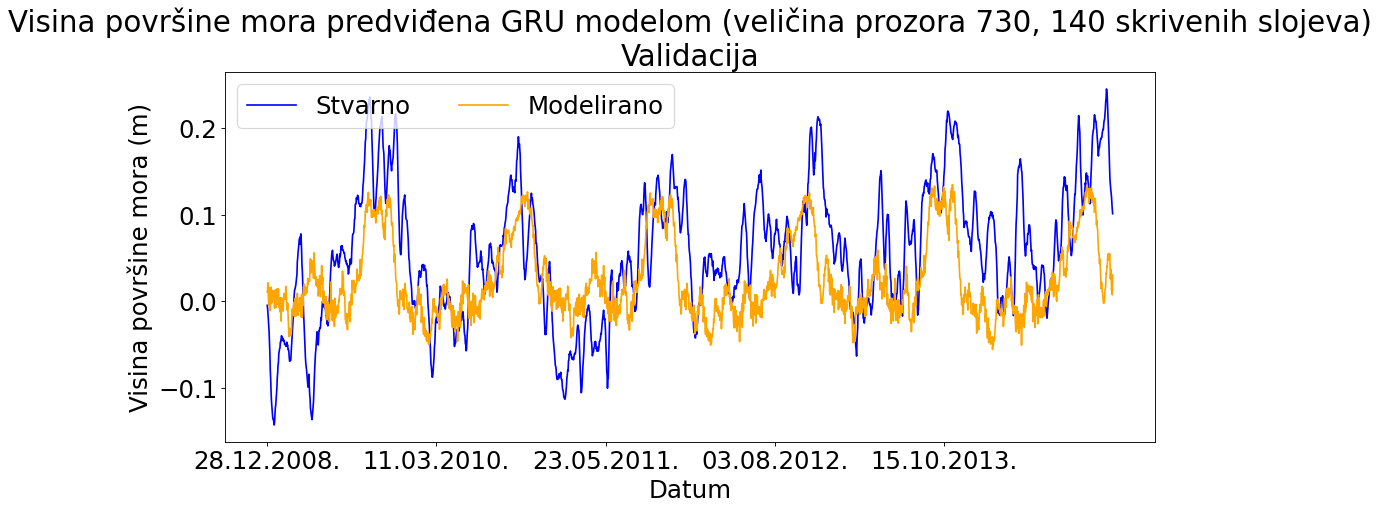 Visina površine mora predviđena GRU modelom (veličina prozora 730, 140 skrivenih slojeva)
Validacija
Stvarno
Modelirano
Visina površine mora (m)
0.2
0.1
0.0
−0.1
28.12.2008.
11.03.2010.
23.05.2011.
03.08.2012.
15.10.2013.
Datum